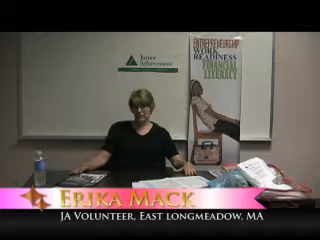 Junior
Achievement
ENTREPRENEURSHIP
WORK
READINESS
FINANCIAL
LITERACY
ERIKA MACK
JA VOLUNTEER, EAST LONGMEADOW, MA